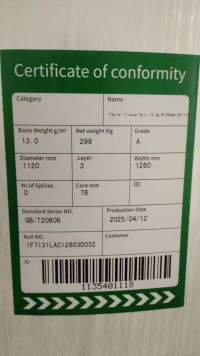 Certificate of conformity
Category
Name
Facial Tissue Only 13.0g
Basis Weight g/m² Net weight Kg Grade
13.0 299 A
Diameter mm Layer Width mm
1120 3 1260
Nr of Splices Core mm QC
0 76
Standard Series NO. Production Date
GB/T20808 2025/04/12
Roll NO. Customer
IF7131LAC12603D032
ID
1135401118